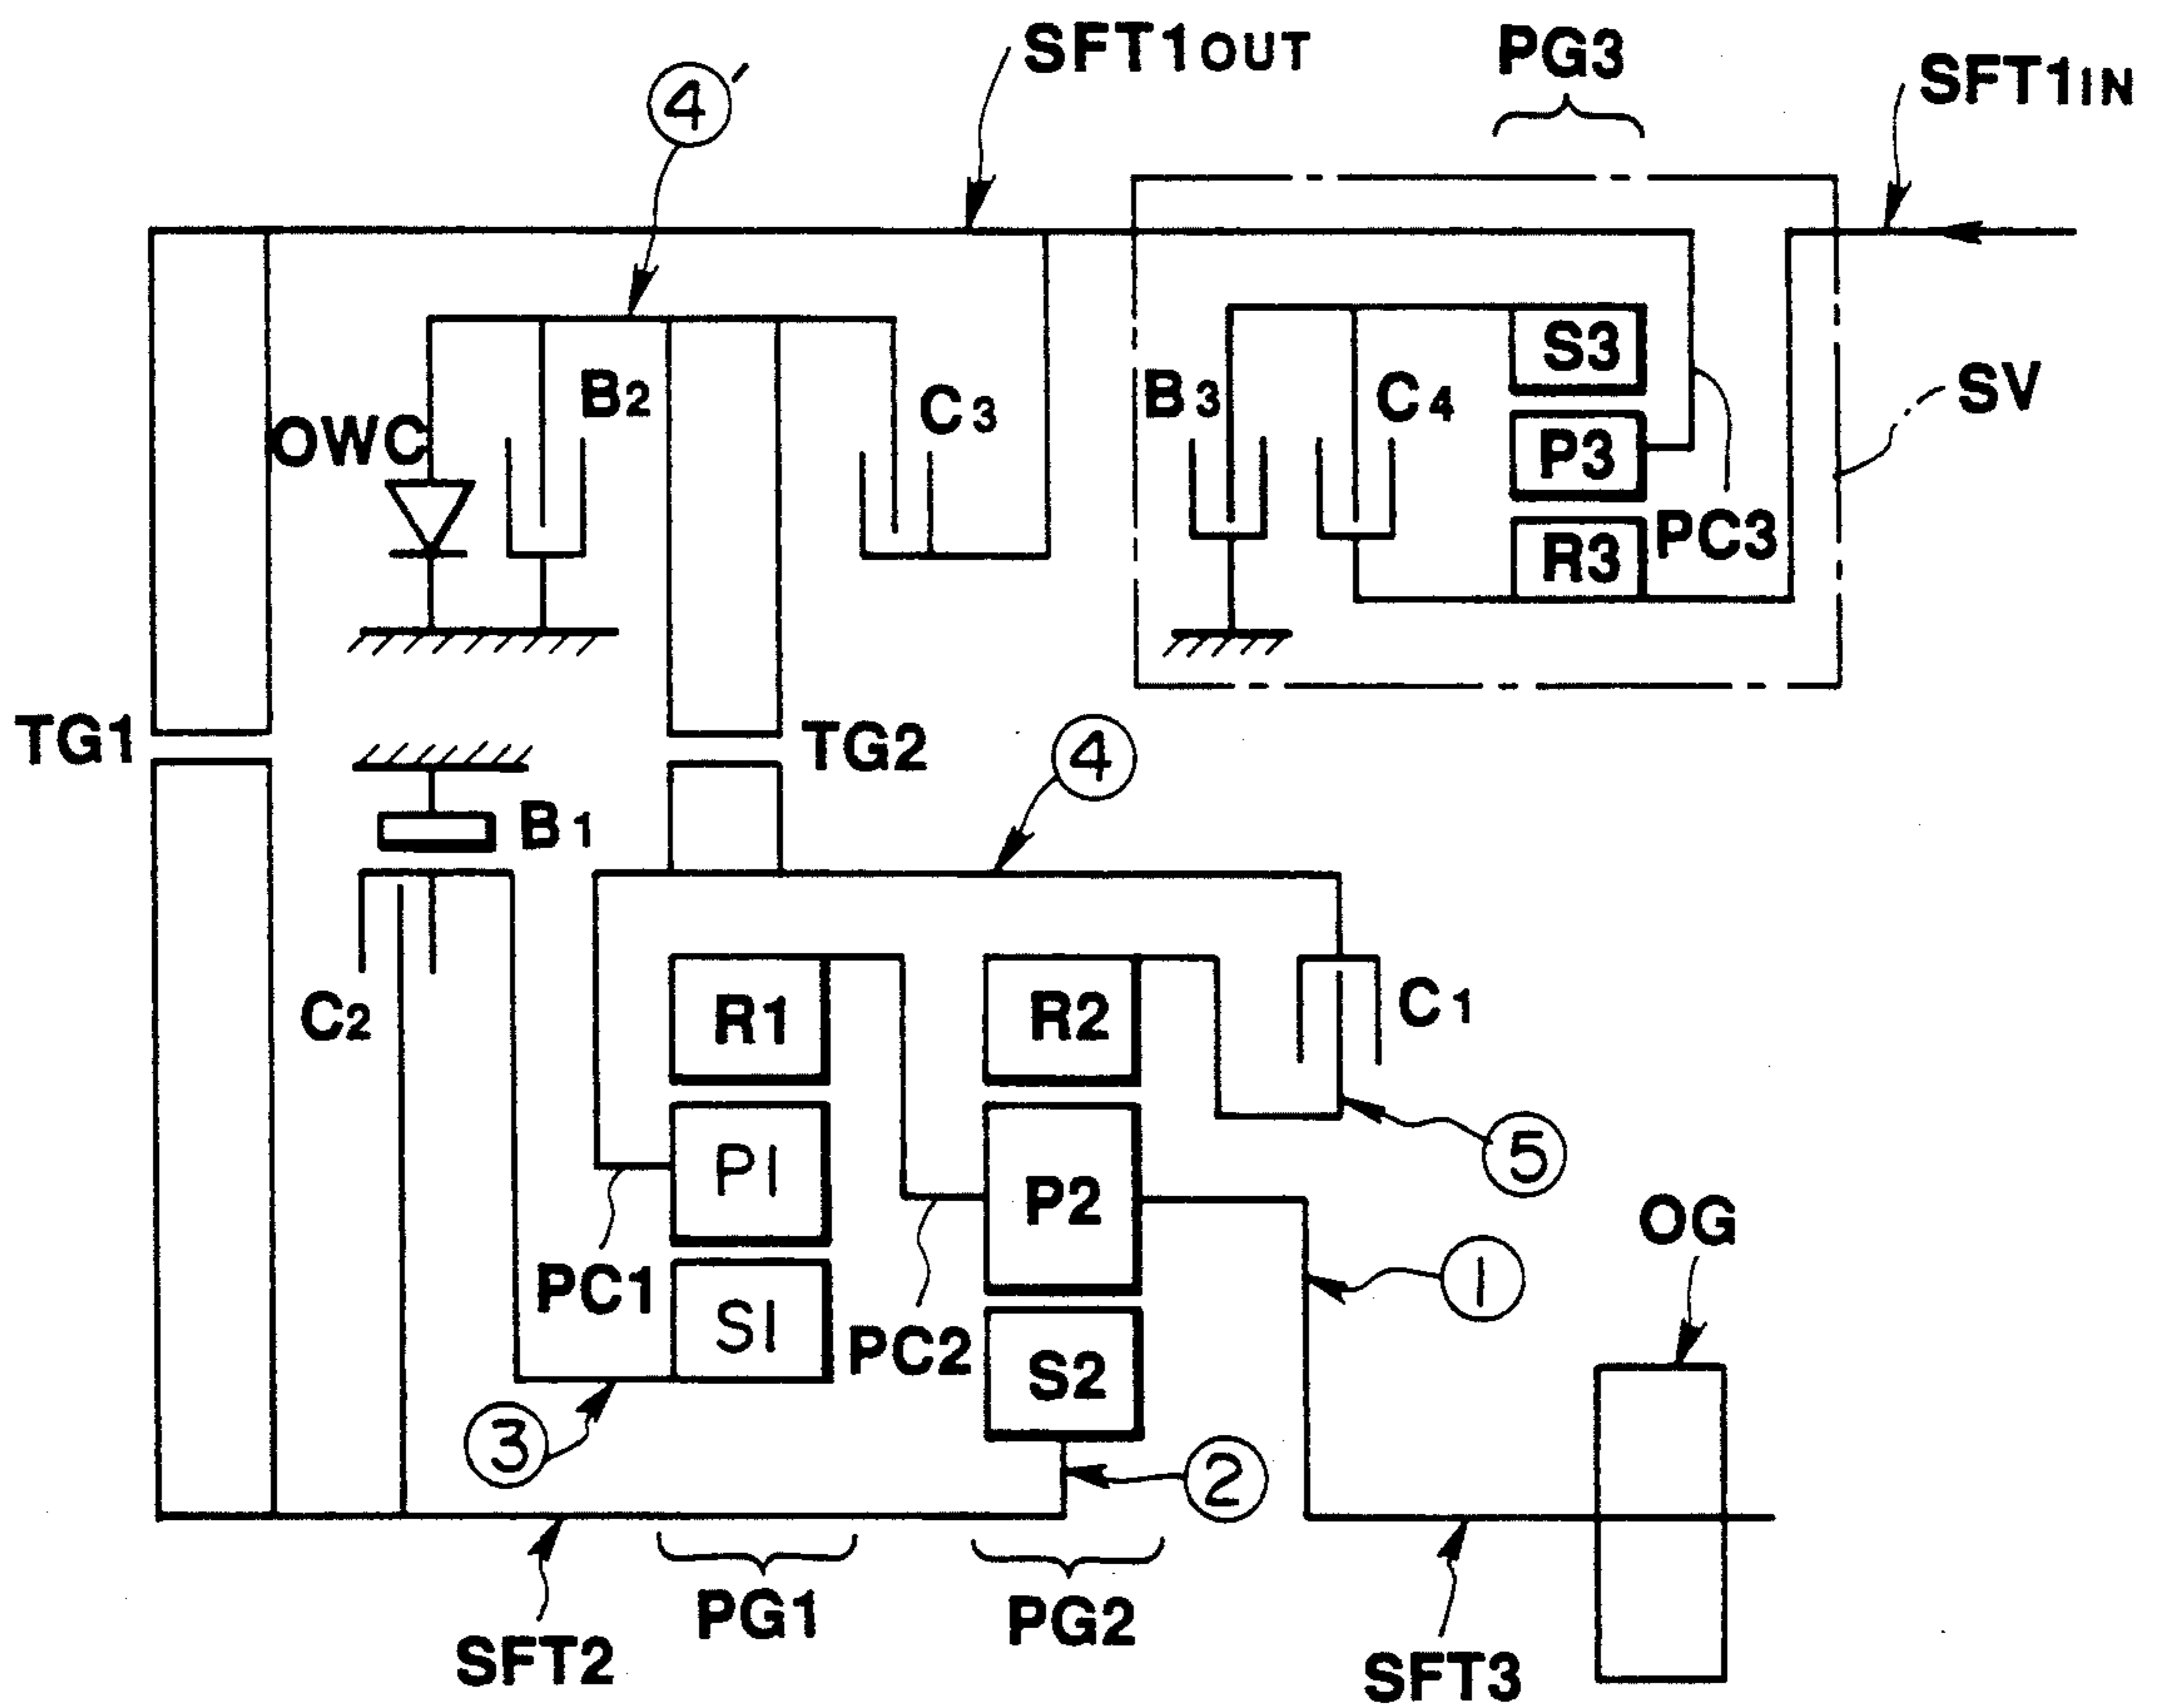 SFT1OUT
PG3
SFT1IN
④′
S3
B2
C3
B3
C4
SV
OWC
P3
PC3
R3
TG1
TG2
④
B1
C2
R1
R2
C1
P1
⑤
P2
OG
PC1
①
S1
PC2
S2
③
②
PG1
PG2
SFT2
SFT3